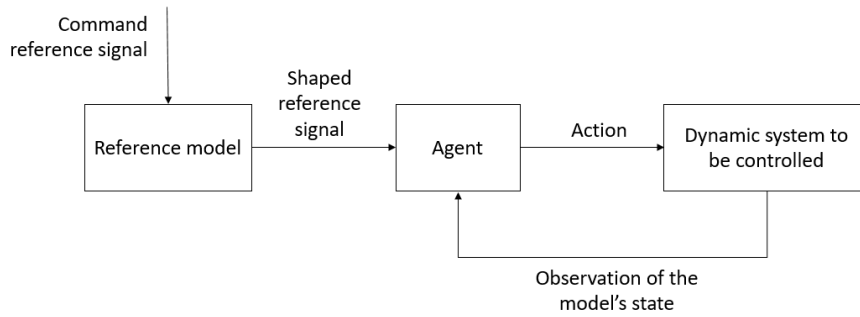 Command
reference signal
Shaped
reference
signal
Reference model
Agent
Action
Dynamic system to
be controlled
Observation of the
model's state